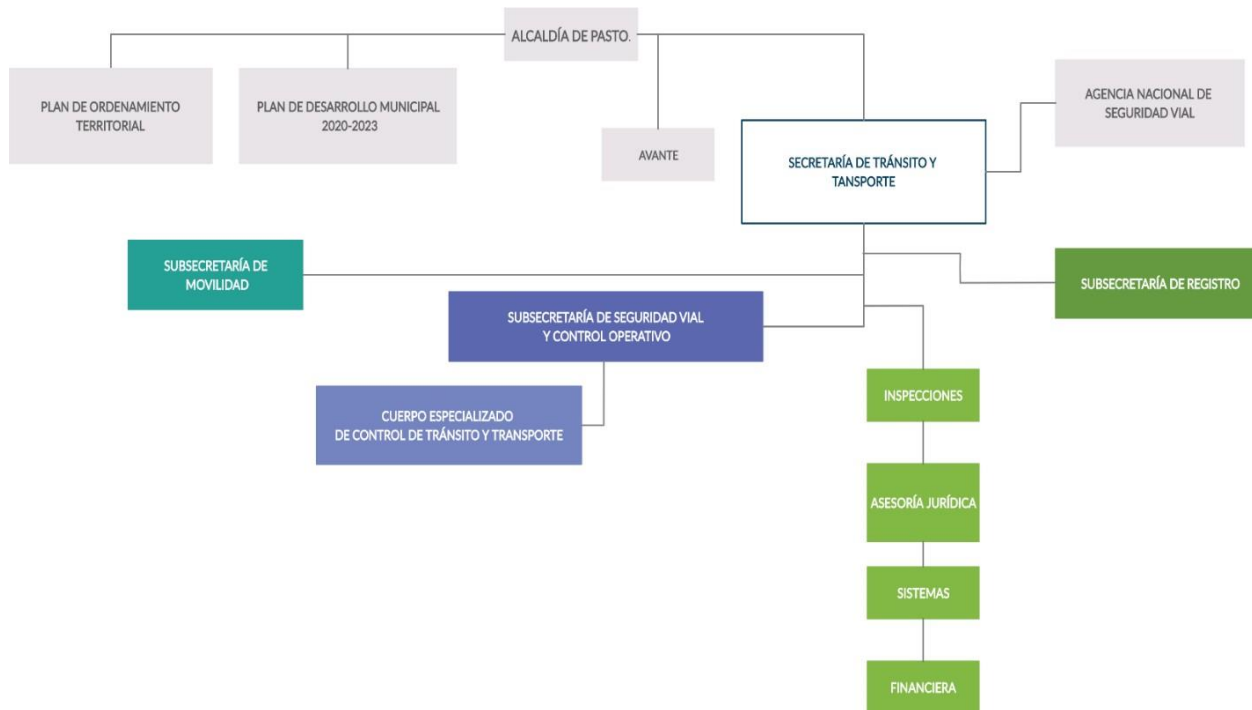 ALCALDÍA DE PASTO.
PLAN DE ORDENAMIENTO
TERRITORIAL
PLAN DE DESARROLLO MUNICIPAL
2020-2023
AVANTE
SECRETARÍA DE TRÁNSITO Y
TANSPORTE
AGENCIA NACIONAL DE
SEGURIDAD VIAL
SUBSECRETARÍA DE
MOVILIDAD
SUBSECRETARÍA DE SEGURIDAD VIAL
Y CONTROL OPERATIVO
SUBSECRETARÍA DE REGISTRO
CUERPO ESPECIALIZADO
DE CONTROL DE TRÁNSITO Y TRANSPORTE
INSPECCIONES
ASESORÍA JURÍDICA
SISTEMAS
FINANCIERA